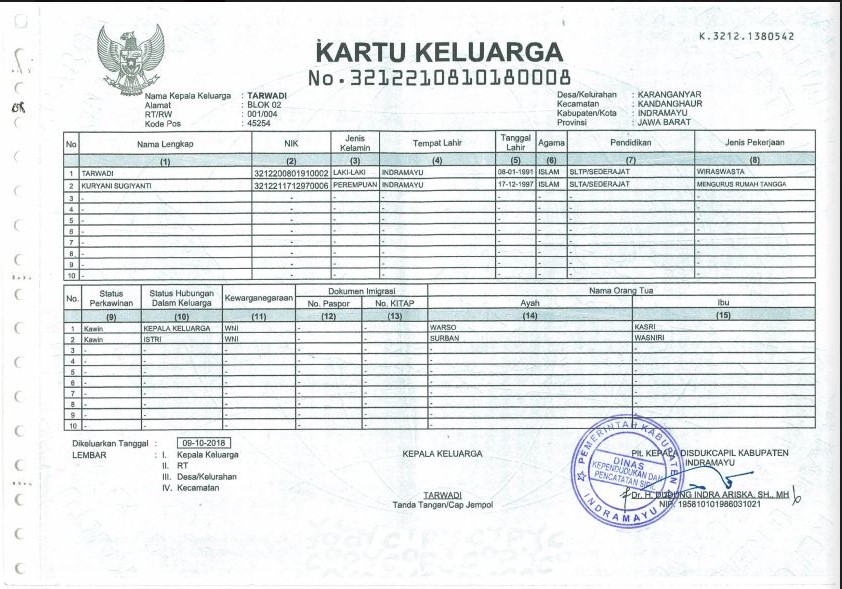 K.3212.1380542
KARTU KELUARGA
No.3212210810180008
Nama Kepala Keluarga : TARWADI
Alamat : BLOK 02
RT/RW : 001/004
Kode Pos : 45254
Desa/Kelurahan : KARANGANYAR
Kecamatan : KANDANGHAUR
Kabupaten/Kota : INDRAMAYU
Provinsi : JAWA BARAT
No Nama Lengkap NIK Jenis Kelamin Tempat Lahir Tanggal Lahir Agama Pendidikan Jenis Pekerjaan
(1) (2) (3) (4) (5) (6) (7) (8)
1 TARWADI 3212200801910002 LAKI-LAKI INDRAMAYU 08-01-1991 ISLAM SLTP/SEDERAJAT WIRASWASTA
2 KURYANI SUGIYANTI 3212211712970006 PEREMPUAN INDRAMAYU 17-12-1997 ISLAM SLTA/SEDERAJAT MENGURUS RUMAH TANGGA
3 - - - - - - - -
4 - - - - - - - -
5 - - - - - - - -
6 - - - - - - - -
7 - - - - - - - -
8 - - - - - - - -
9 - - - - - - - -
10 - - - - - - - -
No. Status Perkawinan Status Hubungan Dalam Keluarga Kewarganegaraan Dokumen Imigrasi Nama Orang Tua
No. Paspor No. KITAP Ayah Ibu
(9) (10) (11) (12) (13) (14) (15)
1 Kawin KEPALA KELUARGA WNI - - WARSO KASRI
2 Kawin ISTRI WNI - - SURBAN WASNIRI
3 - - - - - - -
4 - - - - - - -
5 - - - - - - -
6 - - - - - - -
7 - - - - - - -
8 - - - - - - -
9 - - - - - - -
10 - - - - - - -
Dikeluarkan Tanggal : 09-10-2018
LEMBAR : I. Kepala Keluarga
II. RT
III. Desa/Kelurahan
IV. Kecamatan
KEPALA KELUARGA
TARWADI
Tanda Tangan/Cap Jempol
Plt. KEPALA DISDUKCAPIL KABUPATEN
INDRAMAYU
PEMERINTAH KABUPATEN
DINAS
KEPENDUDUKAN DAN
PENCATATAN SIPIL
INDRAMAYU
Dr. H. DUDUNG INDRA ARISKA, SH., MH
NIP. 195810101986031021